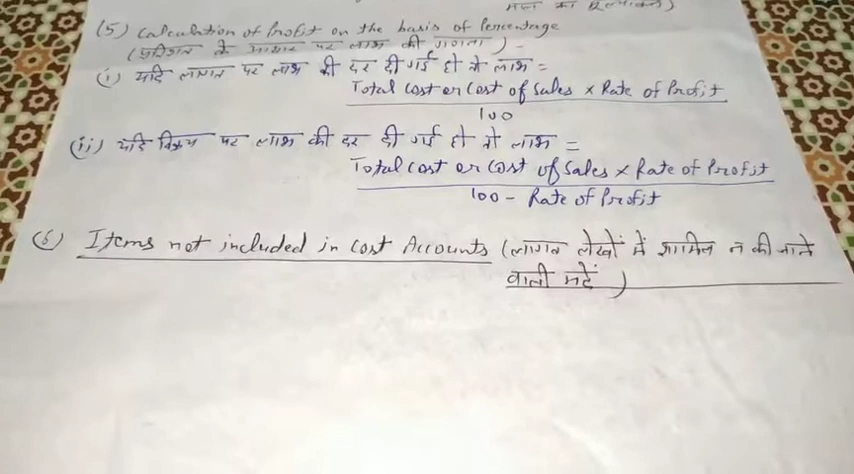 मदों का मूल्यांकन)
(5) Calculation of Profit on the basis of Percentage
(प्रतिशत के आधार पर लाभ की गणना) -
(i) यदि लागत पर लाभ की दर दी गई हो तो लाभ =
Total Cost or Cost of Sales × Rate of Profit
100
(ii) यदि विक्रय पर लाभ की दर दी गई हो तो लाभ =
Total Cost or Cost of Sales × Rate of Profit
100 - Rate of Profit
(6) Items not included in Cost Accounts (लागत लेखों में शामिल न की जाने
वाली मदें)